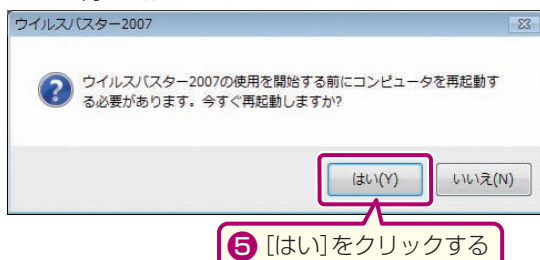 ウイルスバスター2007
ウイルスバスター2007の使用を開始する前にコンピュータを再起動す
る必要があります。今すぐ再起動しますか?
はい(Y) いいえ(N)
❺ [はい]をクリックする